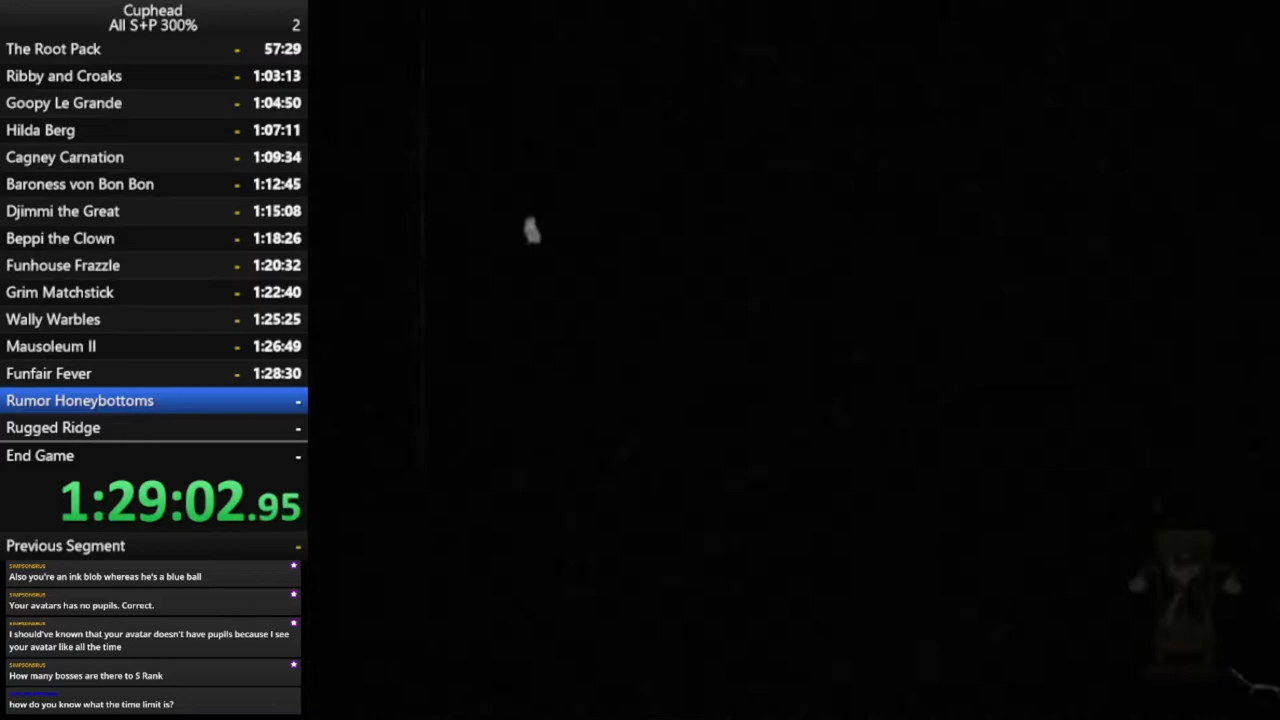 Cuphead
All S+P 300% 2
The Root Pack - 57:29
Ribby and Croaks - 1:03:13
Goopy Le Grande - 1:04:50
Hilda Berg - 1:07:11
Cagney Carnation - 1:09:34
Baroness von Bon Bon - 1:12:45
Djimmi the Great - 1:15:08
Beppi the Clown - 1:18:26
Funhouse Frazzle - 1:20:32
Grim Matchstick - 1:22:40
Wally Warbles - 1:25:25
Mausoleum II - 1:26:49
Funfair Fever - 1:28:30
Rumor Honeybottoms -
Rugged Ridge -
End Game -
1:29:02.95
Previous Segment -
Also you're an ink blob whereas he's a blue ball
Your avatars has no pupils. Correct.
I should've known that your avatar doesn't have pupils because I see
your avatar like all the time
How many bosses are there to S Rank
how do you know what the time limit is?